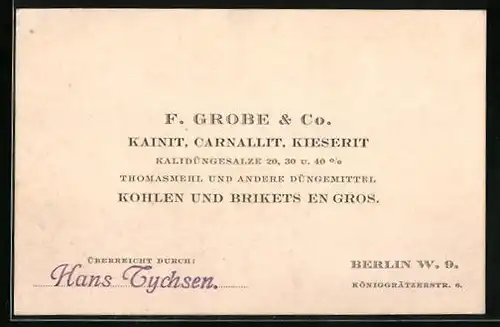 F. GROBE & Co.
KAINIT, CARNALLIT, KIESERIT
KALIDÜNGESALZE 20, 30 U. 40 %
THOMASMEHL UND ANDERE DÜNGEMITTEL
KOHLEN UND BRIKETS EN GROS.
ÜBERREICHT DURCH:
Hans Tychsen.
BERLIN W. 9.
KÖNIGGRÄTZERSTR. 6.